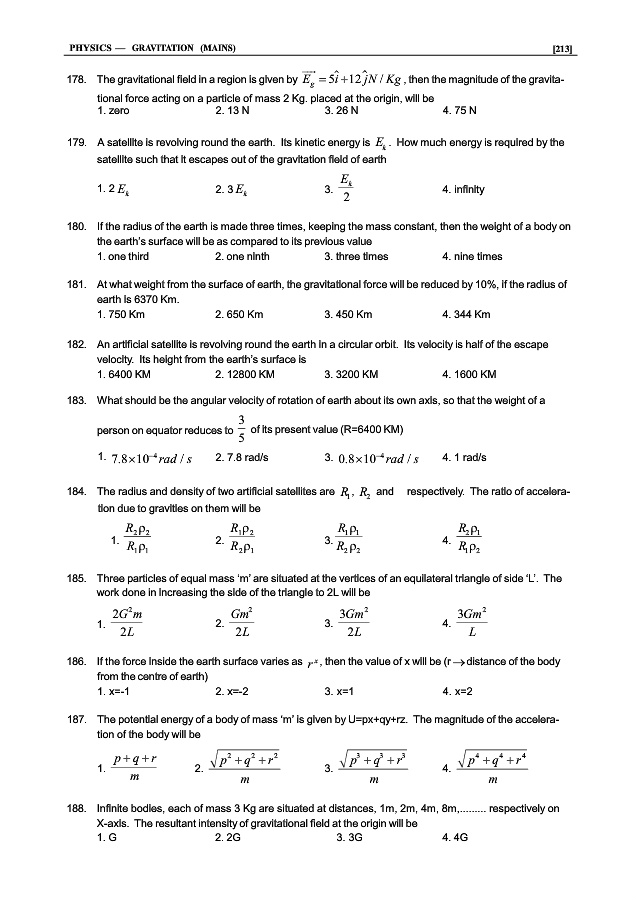 PHYSICS — GRAVITATION (MAINS) [213]
178. The gravitational field in a region is given by $\overrightarrow{E_g} = 5\hat{i} + 12\hat{j} N / Kg$, then the magnitude of the gravita-
tional force acting on a particle of mass 2 Kg. placed at the origin, will be
1. zero 2. 13 N 3. 26 N 4. 75 N
179. A satellite is revolving round the earth. Its kinetic energy is $E_k$. How much energy is required by the
satellite such that it escapes out of the gravitation field of earth
1. 2 $E_k$ 2. 3 $E_k$ 3. $\frac{E_k}{2}$ 4. infinity
180. If the radius of the earth is made three times, keeping the mass constant, then the weight of a body on
the earth's surface will be as compared to its previous value
1. one third 2. one ninth 3. three times 4. nine times
181. At what weight from the surface of earth, the gravitational force will be reduced by 10%, if the radius of
earth is 6370 Km.
1. 750 Km 2. 650 Km 3. 450 Km 4. 344 Km
182. An artificial satellite is revolving round the earth in a circular orbit. Its velocity is half of the escape
velocity. Its height from the earth's surface is
1. 6400 KM 2. 12800 KM 3. 3200 KM 4. 1600 KM
183. What should be the angular velocity of rotation of earth about its own axis, so that the weight of a
person on equator reduces to $\frac{3}{5}$ of its present value (R=6400 KM)
1. $7.8 \times 10^{-4} rad / s$ 2. 7.8 rad/s 3. $0.8 \times 10^{-4} rad / s$ 4. 1 rad/s
184. The radius and density of two artificial satellites are $R_1$, $R_2$ and respectively. The ratio of accelera-
tion due to gravities on them will be
1. $\frac{R_2 \rho_2}{R_1 \rho_1}$ 2. $\frac{R_1 \rho_2}{R_2 \rho_1}$ 3. $\frac{R_1 \rho_1}{R_2 \rho_2}$ 4. $\frac{R_2 \rho_1}{R_1 \rho_2}$
185. Three particles of equal mass 'm' are situated at the vertices of an equilateral triangle of side 'L'. The
work done in increasing the side of the triangle to 2L will be
1. $\frac{2G^2 m}{2L}$ 2. $\frac{Gm^2}{2L}$ 3. $\frac{3Gm^2}{2L}$ 4. $\frac{3Gm^2}{L}$
186. If the force inside the earth surface varies as $r^x$, then the value of x will be (r → distance of the body
from the centre of earth)
1. x=-1 2. x=-2 3. x=1 4. x=2
187. The potential energy of a body of mass 'm' is given by U=px+qy+rz. The magnitude of the accelera-
tion of the body will be
1. $\frac{p+q+r}{m}$ 2. $\frac{\sqrt{p^2+q^2+r^2}}{m}$ 3. $\frac{\sqrt{p^3+q^3+r^3}}{m}$ 4. $\frac{\sqrt{p^4+q^4+r^4}}{m}$
188. Infinite bodies, each of mass 3 Kg are situated at distances, 1m, 2m, 4m, 8m,......... respectively on
X-axis. The resultant intensity of gravitational field at the origin will be
1. G 2. 2G 3. 3G 4. 4G